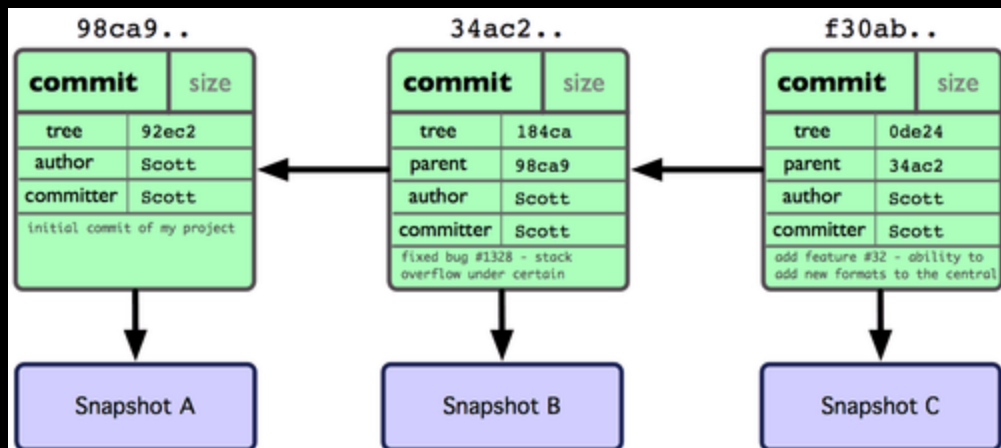 98ca9..
commit size
tree 92ec2
author Scott
committer Scott
initial commit of my project
Snapshot A
34ac2..
commit size
tree 184ca
parent 98ca9
author Scott
committer Scott
fixed bug #1328 - stack
overflow under certain
Snapshot B
f30ab..
commit size
tree 0de24
parent 34ac2
author Scott
committer Scott
add feature #32 - ability to
add new formats to the central
Snapshot C